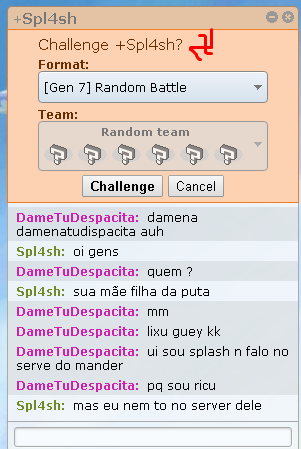 +Spl4sh
Challenge +Spl4sh?
Format:
[Gen 7] Random Battle
Team:
Random team
Challenge Cancel
DameTuDespacita: damena
damenatudispacita auh
Spl4sh: oi gens
DameTuDespacita: quem ?
Spl4sh: sua mãe filha da puta
DameTuDespacita: mm
DameTuDespacita: lixu guey kk
DameTuDespacita: ui sou splash n falo no
serve do mander
DameTuDespacita: pq sou ricu
Spl4sh: mas eu nem to no server dele